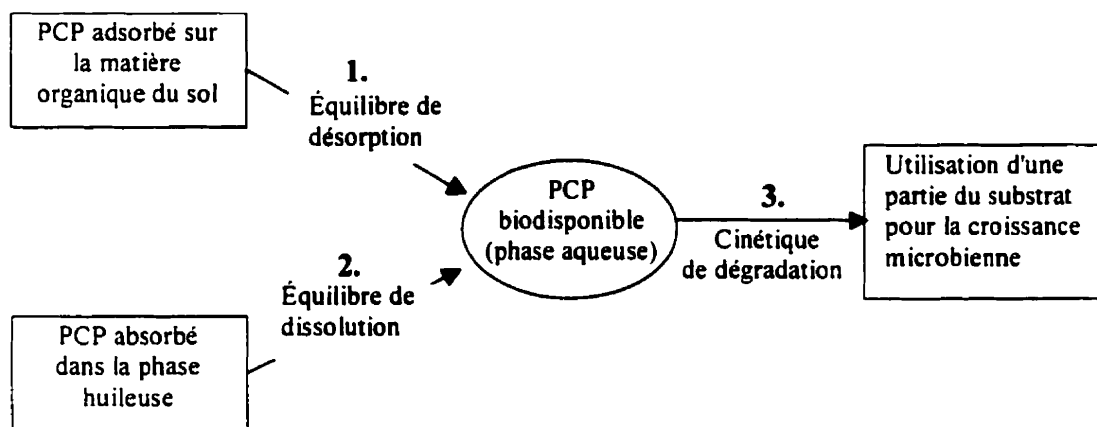 PCP adsorbé sur
la matière
organique du sol
1.
Équilibre de
désorption
PCP
biodisponible
(phase aqueuse)
3.
Cinétique
de dégradation
Utilisation d'une
partie du substrat
pour la croissance
microbienne
2.
Équilibre de
dissolution
PCP absorbé
dans la phase
huileuse